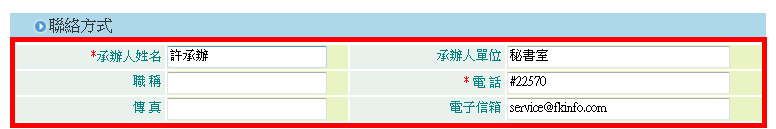 聯絡方式
*承辦人姓名 許承辦 承辦人單位 秘書室
職稱 *電話 #22570
傳真 電子信箱 service@fkinfo.com